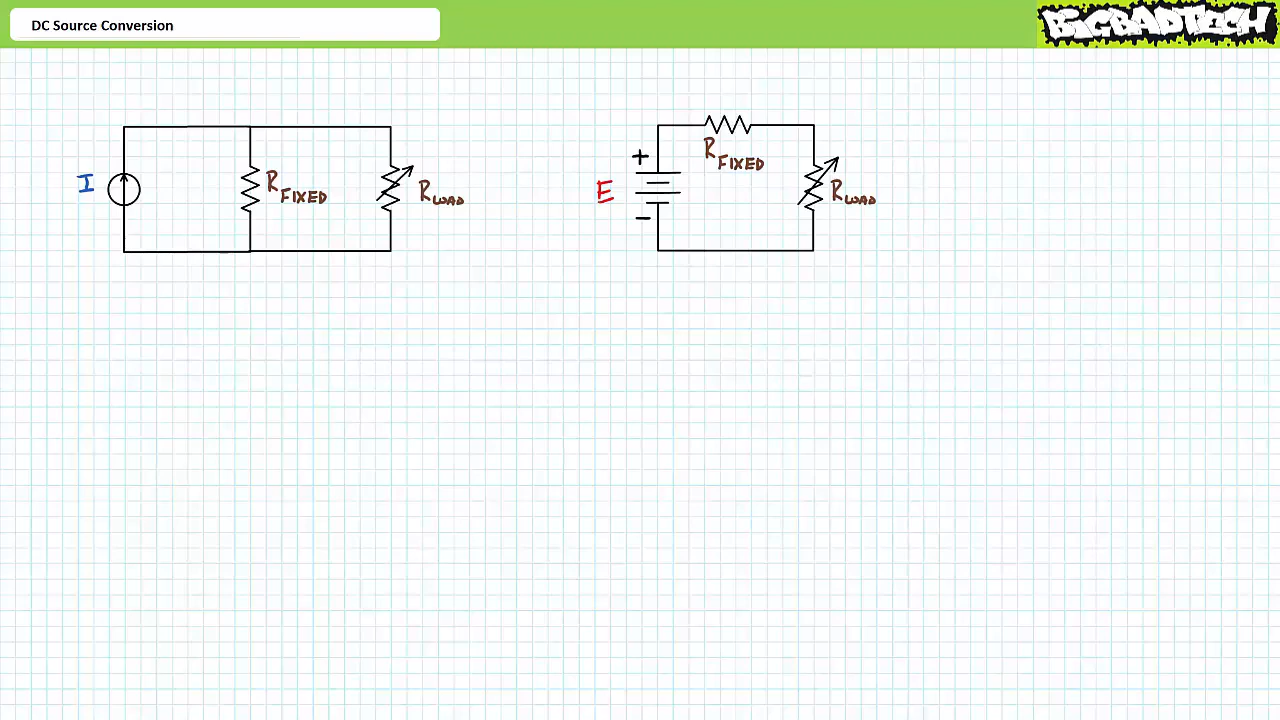 DC Source Conversion
BIGBADTECH
I
R FIXED
R LOAD
+
E
-
R FIXED
R LOAD